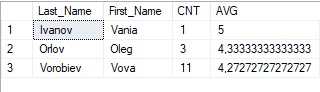 Last_Name First_Name CNT AVG
1 Ivanov Vania 1 5
2 Orlov Oleg 3 4,33333333333333
3 Vorobiev Vova 11 4,27272727272727